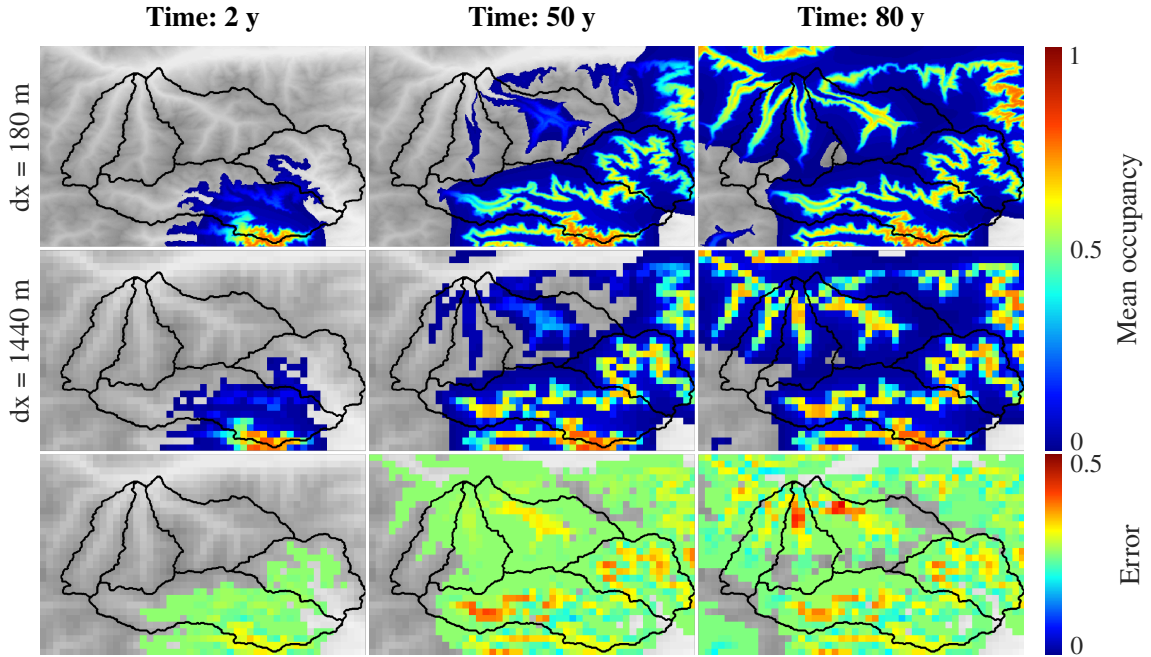 Time: 2 y
Time: 50 y
Time: 80 y
dx = 180 m
dx = 1440 m
1
0.5
0
Mean occupancy
0.5
0
Error